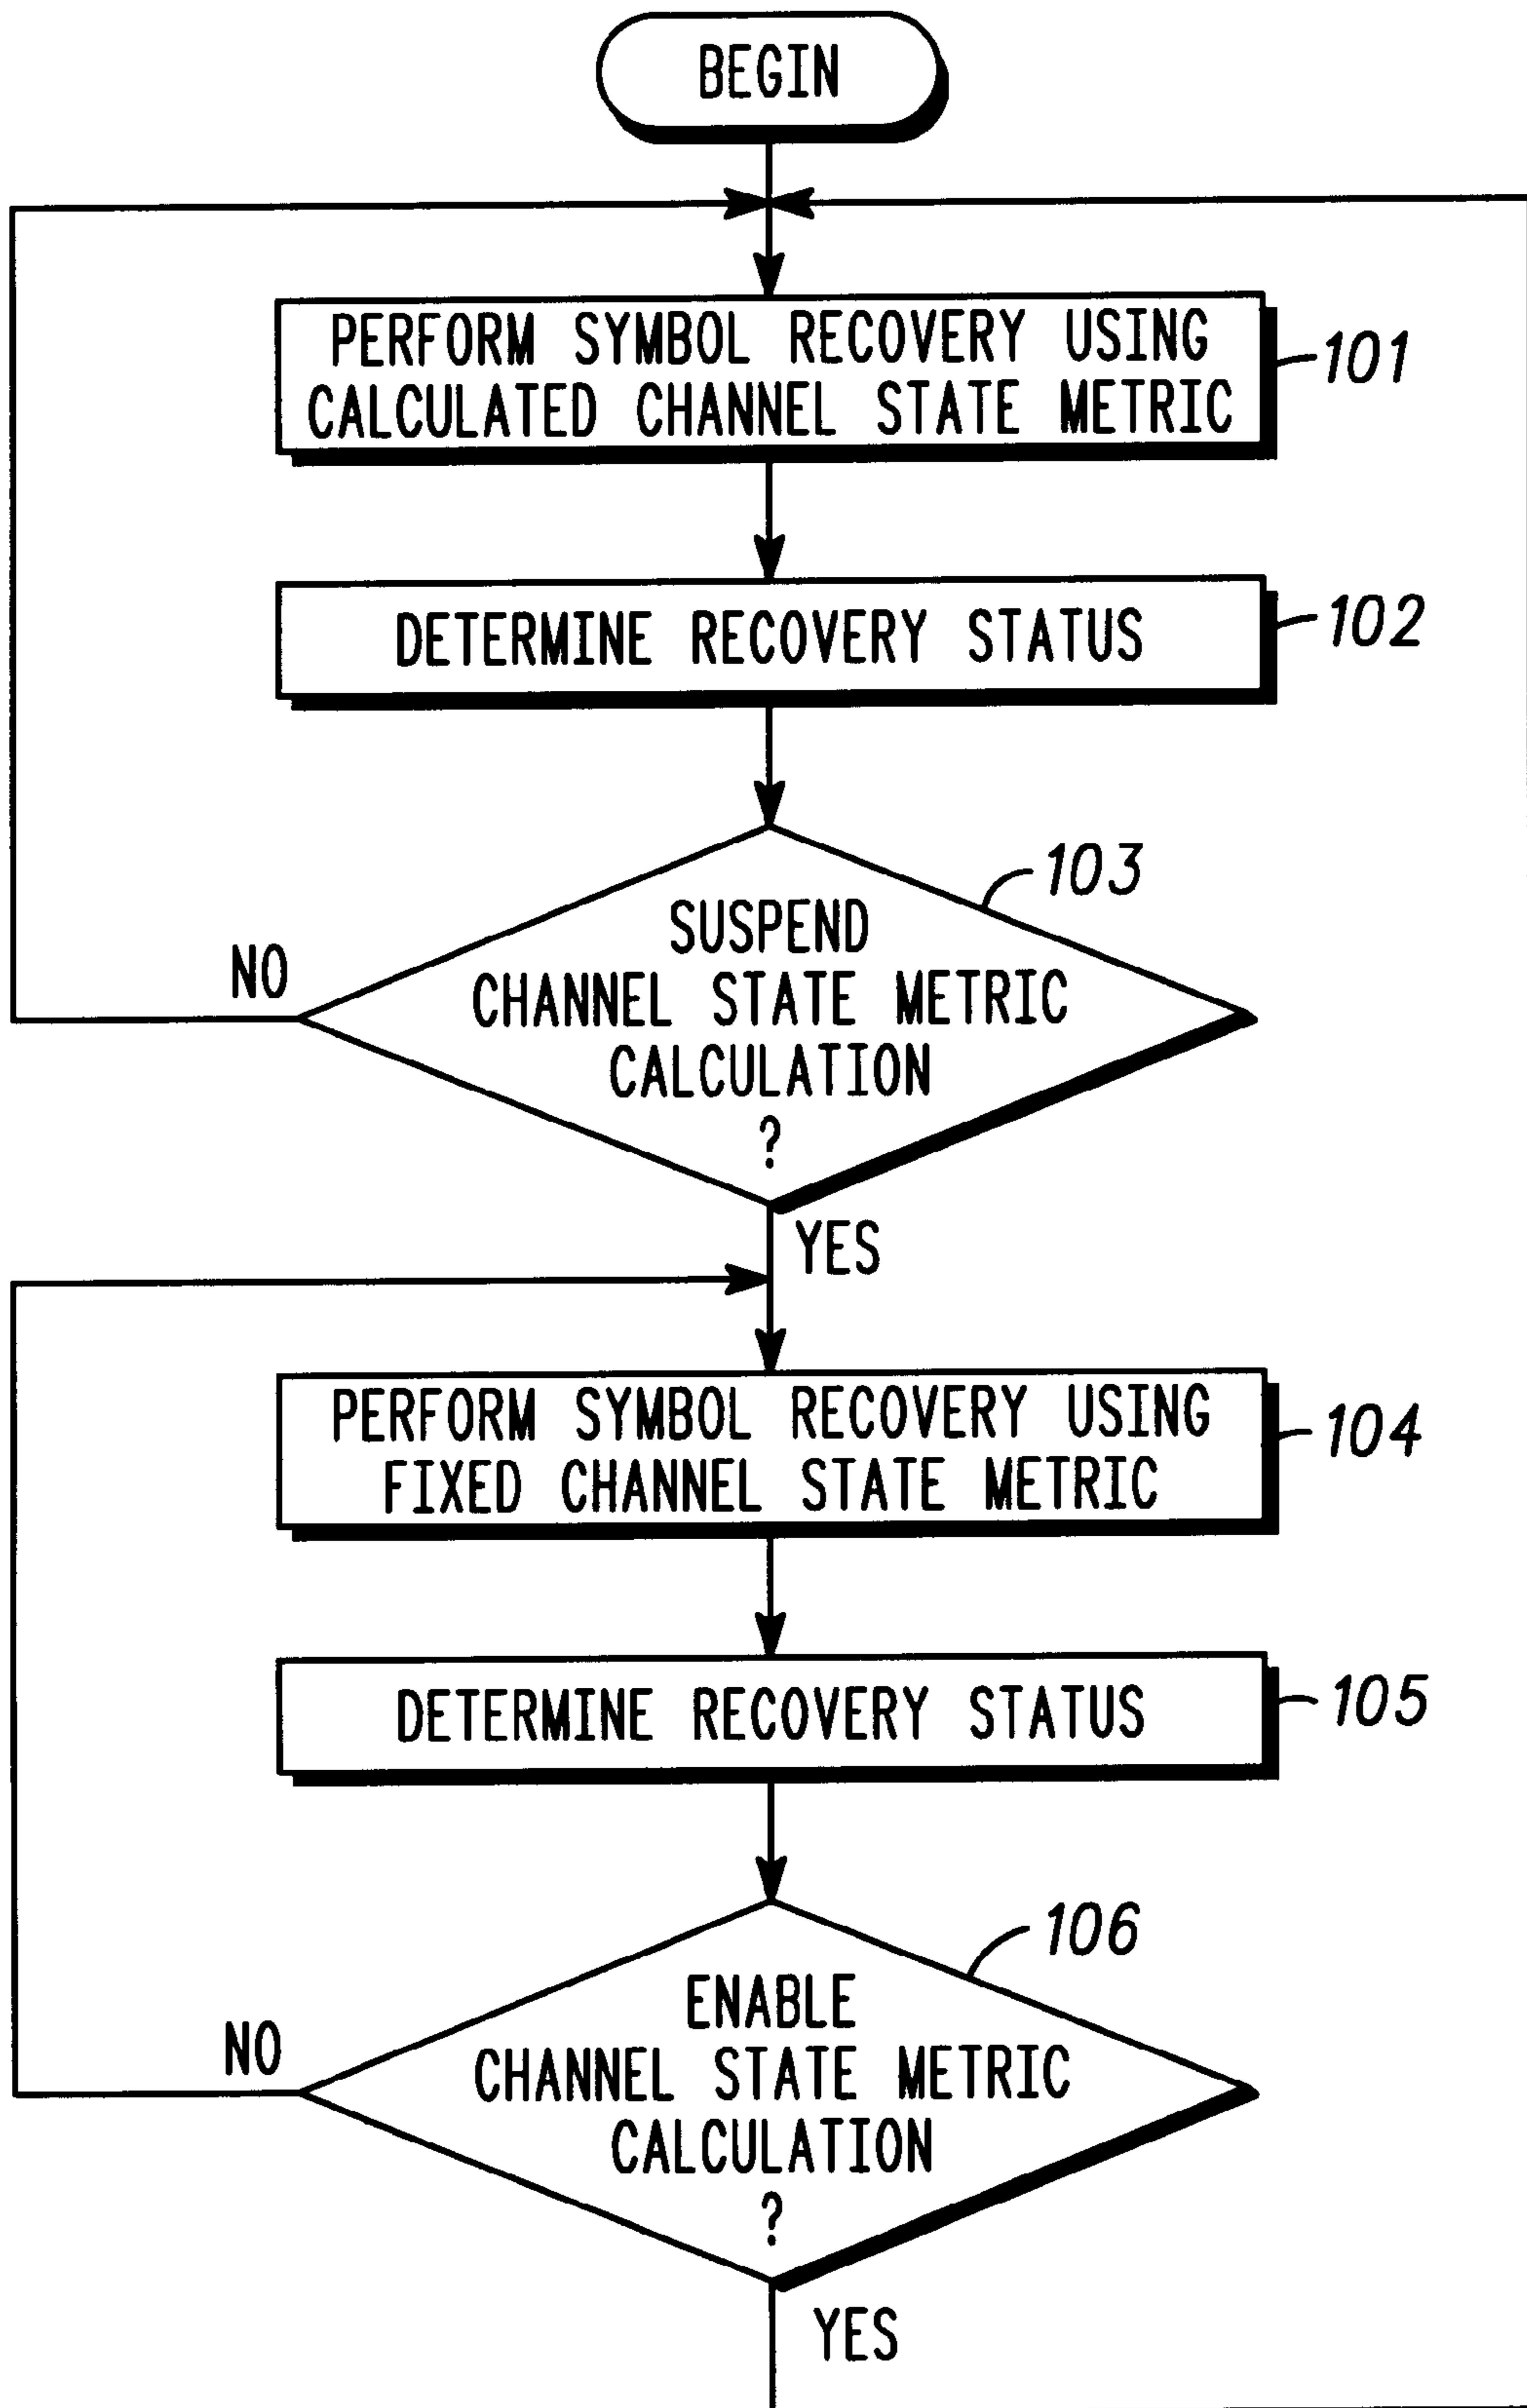 BEGIN
PERFORM SYMBOL RECOVERY USING
CALCULATED CHANNEL STATE METRIC
101
DETERMINE RECOVERY STATUS
102
103
SUSPEND
CHANNEL STATE METRIC
CALCULATION
?
NO
YES
PERFORM SYMBOL RECOVERY USING
FIXED CHANNEL STATE METRIC
104
DETERMINE RECOVERY STATUS
105
106
ENABLE
CHANNEL STATE METRIC
CALCULATION
?
NO
YES